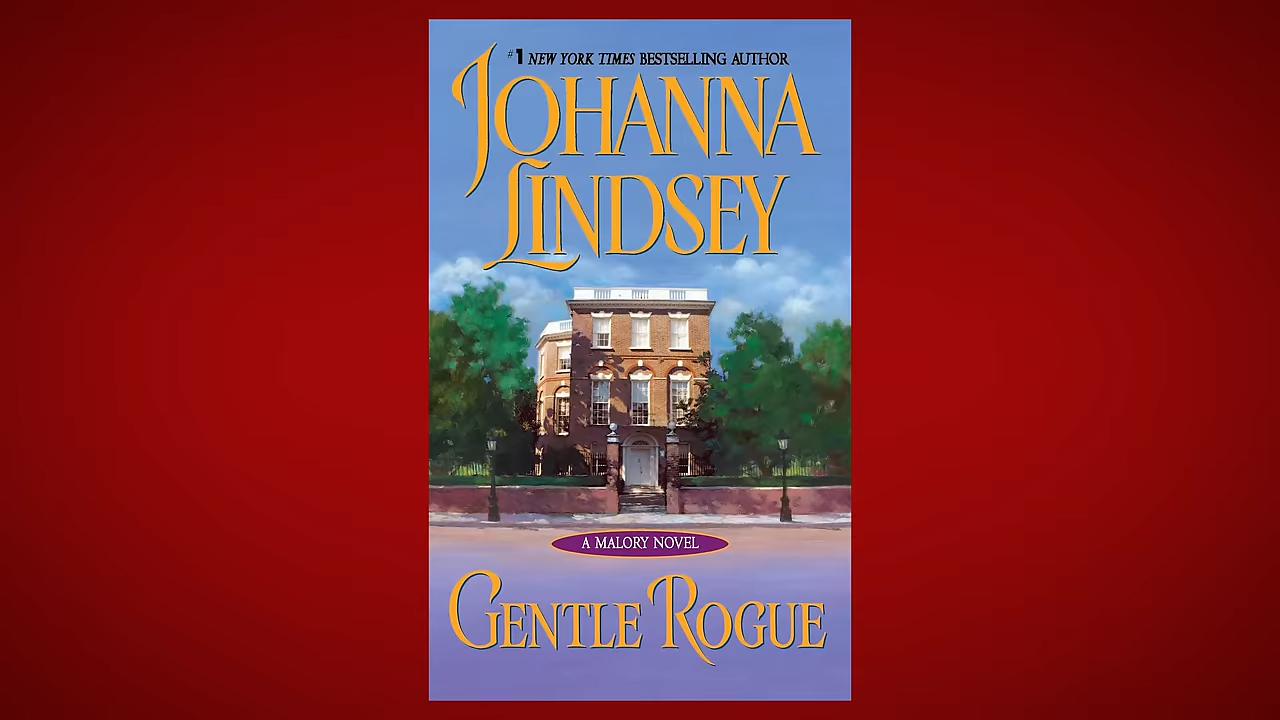 #1 NEW YORK TIMES BESTSELLING AUTHOR
JOHANNA
LINDSEY
A MALORY NOVEL
GENTLE ROGUE